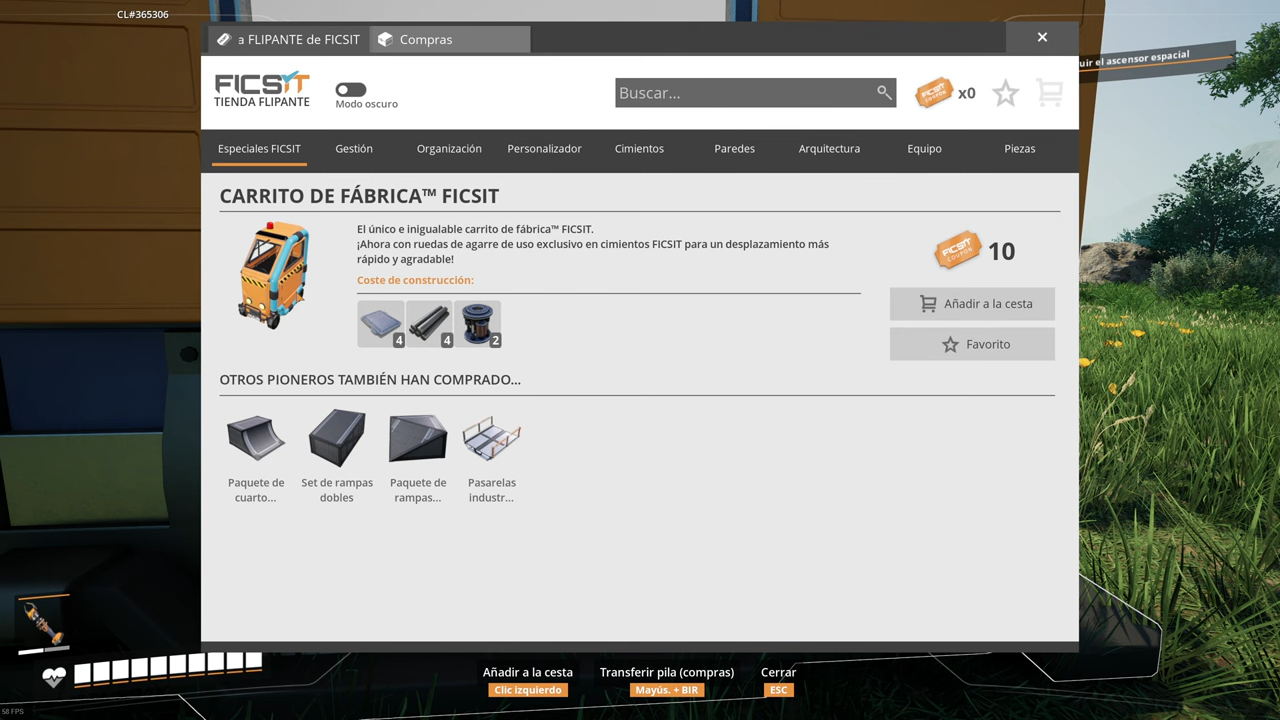 CL#365306
a FLIPANTE de FICSIT
Compras
uir el ascensor espacial
FICSIT
TIENDA FLIPANTE
Modo oscuro
Buscar...
FICSIT
COUPON
x0
Especiales FICSIT
Gestión
Organización
Personalizador
Cimientos
Paredes
Arquitectura
Equipo
Piezas
CARRITO DE FÁBRICA™ FICSIT
El único e inigualable carrito de fábrica™ FICSIT.
¡Ahora con ruedas de agarre de uso exclusivo en cimientos FICSIT para un desplazamiento más
rápido y agradable!
Coste de construcción:
4
4
2
FICSIT
COUPON
10
Añadir a la cesta
Favorito
OTROS PIONEROS TAMBIÉN HAN COMPRADO...
Paquete de
cuarto...
Set de rampas
dobles
Paquete de
rampas...
Pasarelas
industr...
Añadir a la cesta
Clic izquierdo
Transferir pila (compras)
Mayús. + BIR
Cerrar
ESC
58 FPS